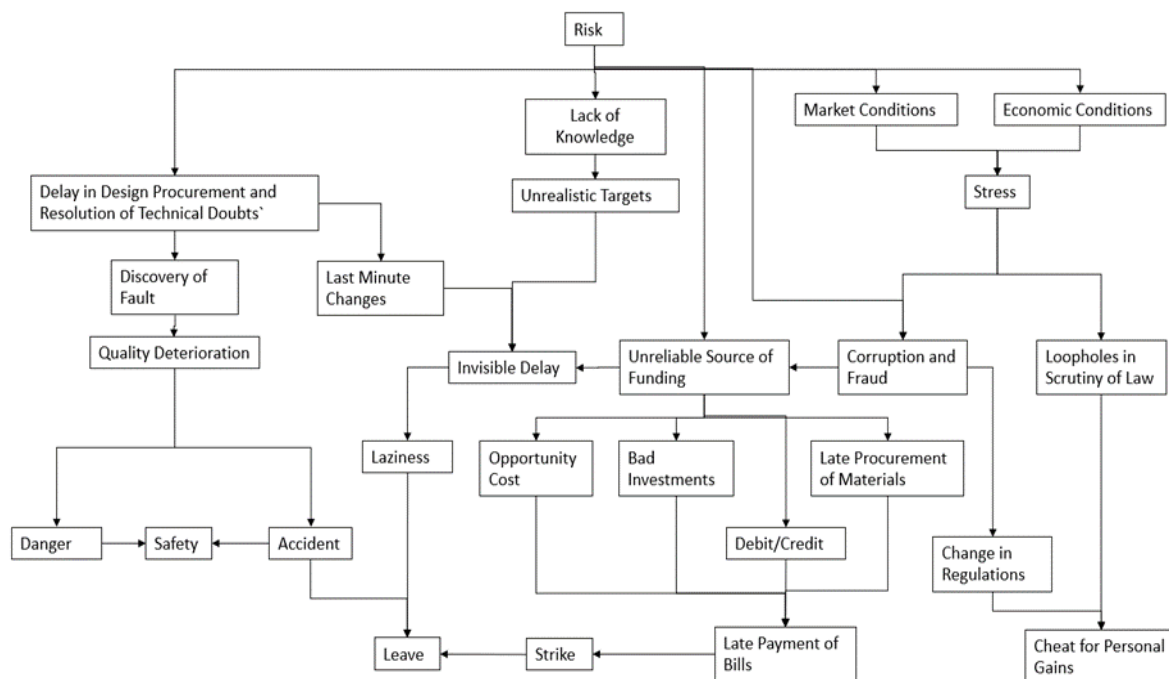 Risk
Market Conditions
Economic Conditions
Lack of
Knowledge
Delay in Design Procurement and
Resolution of Technical Doubts`
Unrealistic Targets
Stress
Discovery of
Fault
Last Minute
Changes
Quality Deterioration
Invisible Delay
Unreliable Source of
Funding
Corruption and
Fraud
Loopholes in
Scrutiny of Law
Laziness
Opportunity
Cost
Bad
Investments
Late Procurement
of Materials
Danger
Safety
Accident
Debit/Credit
Change in
Regulations
Leave
Strike
Late Payment of
Bills
Cheat for Personal
Gains